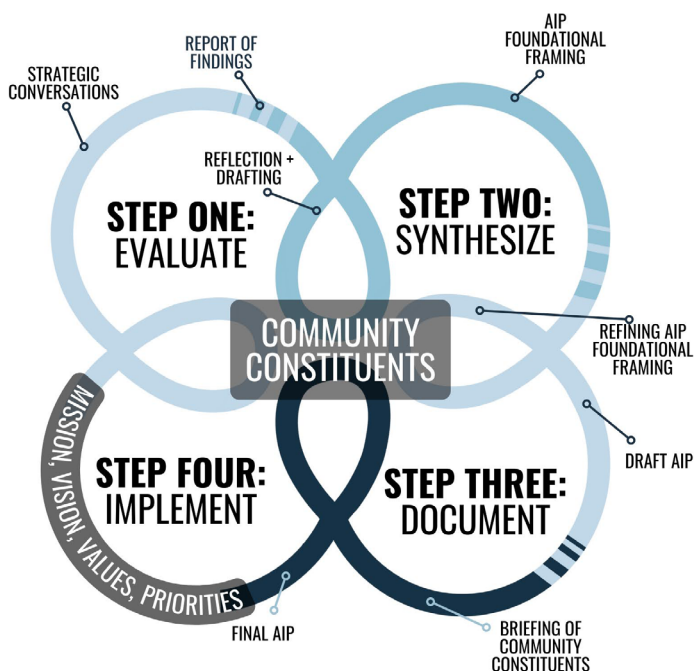 AIP
FOUNDATIONAL
FRAMING
REPORT OF
FINDINGS
STRATEGIC
CONVERSATIONS
REFLECTION +
DRAFTING
STEP ONE:
EVALUATE
STEP TWO:
SYNTHESIZE
COMMUNITY
CONSTITUENTS
REFINING AIP
FOUNDATIONAL
FRAMING
DRAFT AIP
STEP THREE:
DOCUMENT
BRIEFING OF
COMMUNITY
CONSTITUENTS
STEP FOUR:
IMPLEMENT
FINAL AIP
MISSION, VISION, VALUES, PRIORITIES